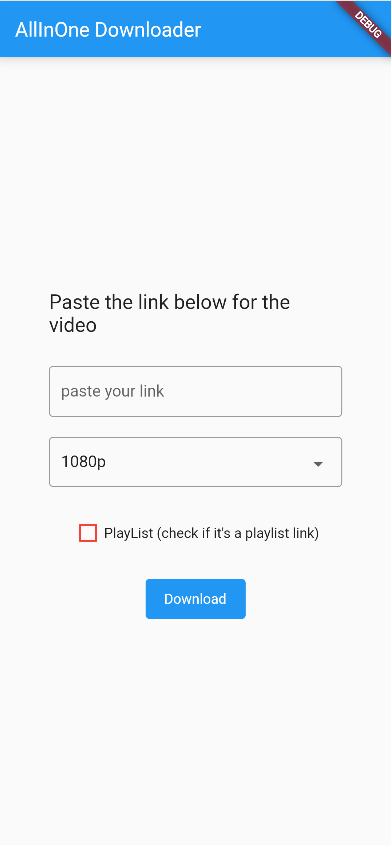 AllInOne Downloader
DEBUG
Paste the link below for the
video
paste your link
1080p
PlayList (check if it's a playlist link)
Download